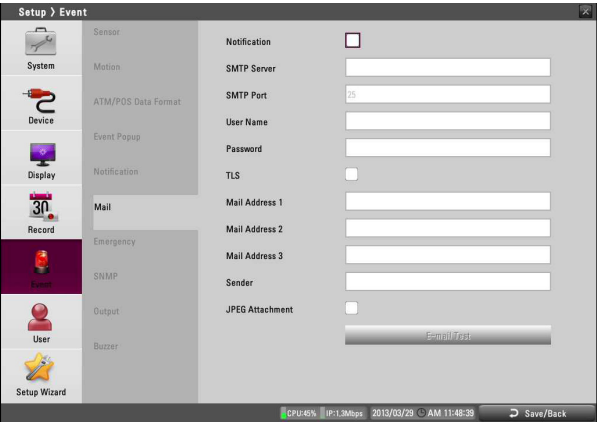 Setup > Event
System
Device
Display
30
Record
Event
User
Setup Wizard
Sensor
Motion
ATM/POS Data Format
Event Popup
Notification
Mail
Emergency
SNMP
Output
Buzzer
Notification
SMTP Server
SMTP Port
25
User Name
Password
TLS
Mail Address 1
Mail Address 2
Mail Address 3
Sender
JPEG Attachment
E-mail Test
CPU:45% IP:1.3Mbps 2013/03/29 AM 11:48:39 Save/Back